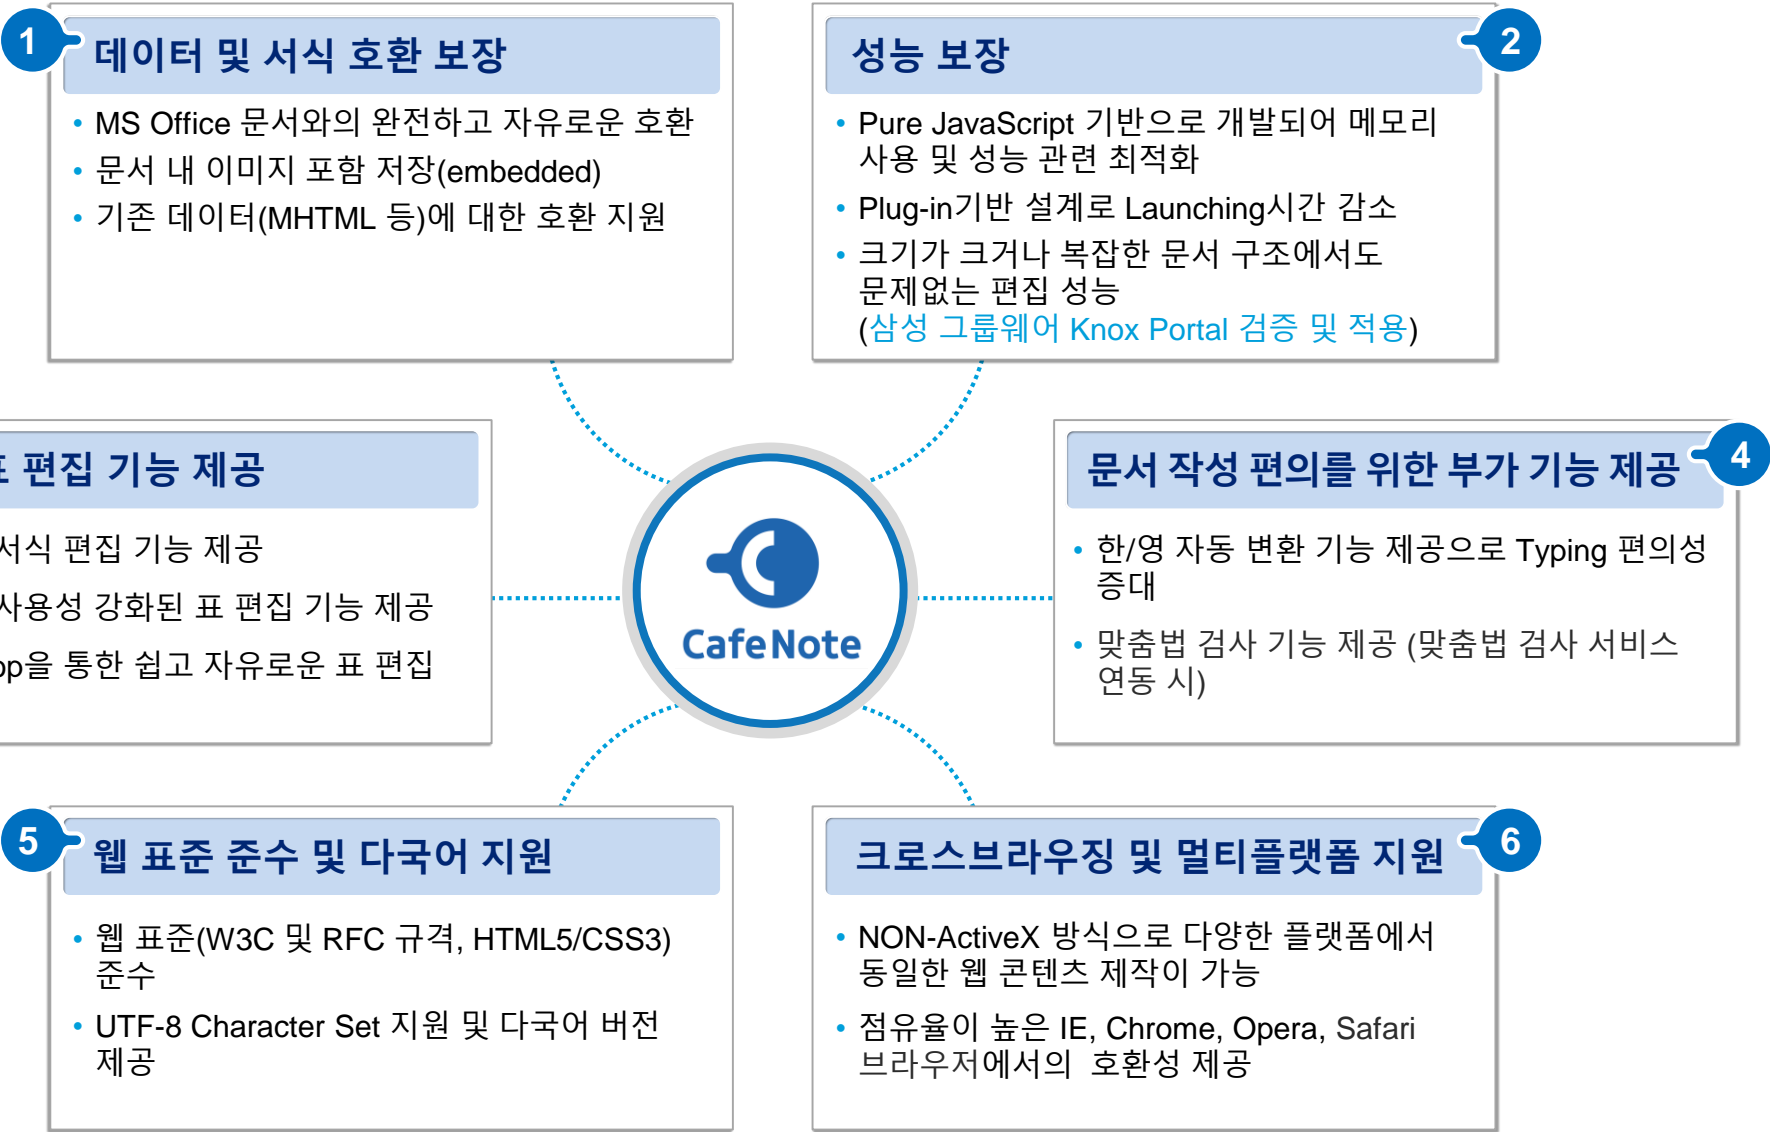 1
데이터 및 서식 호환 보장
• MS Office 문서와의 완전하고 자유로운 호환
• 문서 내 이미지 포함 저장(embedded)
• 기존 데이터(MHTML 등)에 대한 호환 지원
2
성능 보장
• Pure JavaScript 기반으로 개발되어 메모리
사용 및 성능 관련 최적화
• Plug-in기반 설계로 Launching시간 감소
• 크기가 크거나 복잡한 문서 구조에서도
문제없는 편집 성능
(삼성 그룹웨어 Knox Portal 검증 및 적용)
편집 기능 제공
서식 편집 기능 제공
사용성 강화된 표 편집 기능 제공
통한 쉽고 자유로운 표 편집
CafeNote
4
문서 작성 편의를 위한 부가 기능 제공
• 한/영 자동 변환 기능 제공으로 Typing 편의성
증대
• 맞춤법 검사 기능 제공 (맞춤법 검사 서비스
연동 시)
5
웹 표준 준수 및 다국어 지원
• 웹 표준(W3C 및 RFC 규격, HTML5/CSS3)
준수
• UTF-8 Character Set 지원 및 다국어 버전
제공
6
크로스브라우징 및 멀티플랫폼 지원
• NON-ActiveX 방식으로 다양한 플랫폼에서
동일한 웹 콘텐츠 제작이 가능
• 점유율이 높은 IE, Chrome, Opera, Safari
브라우저에서의 호환성 제공